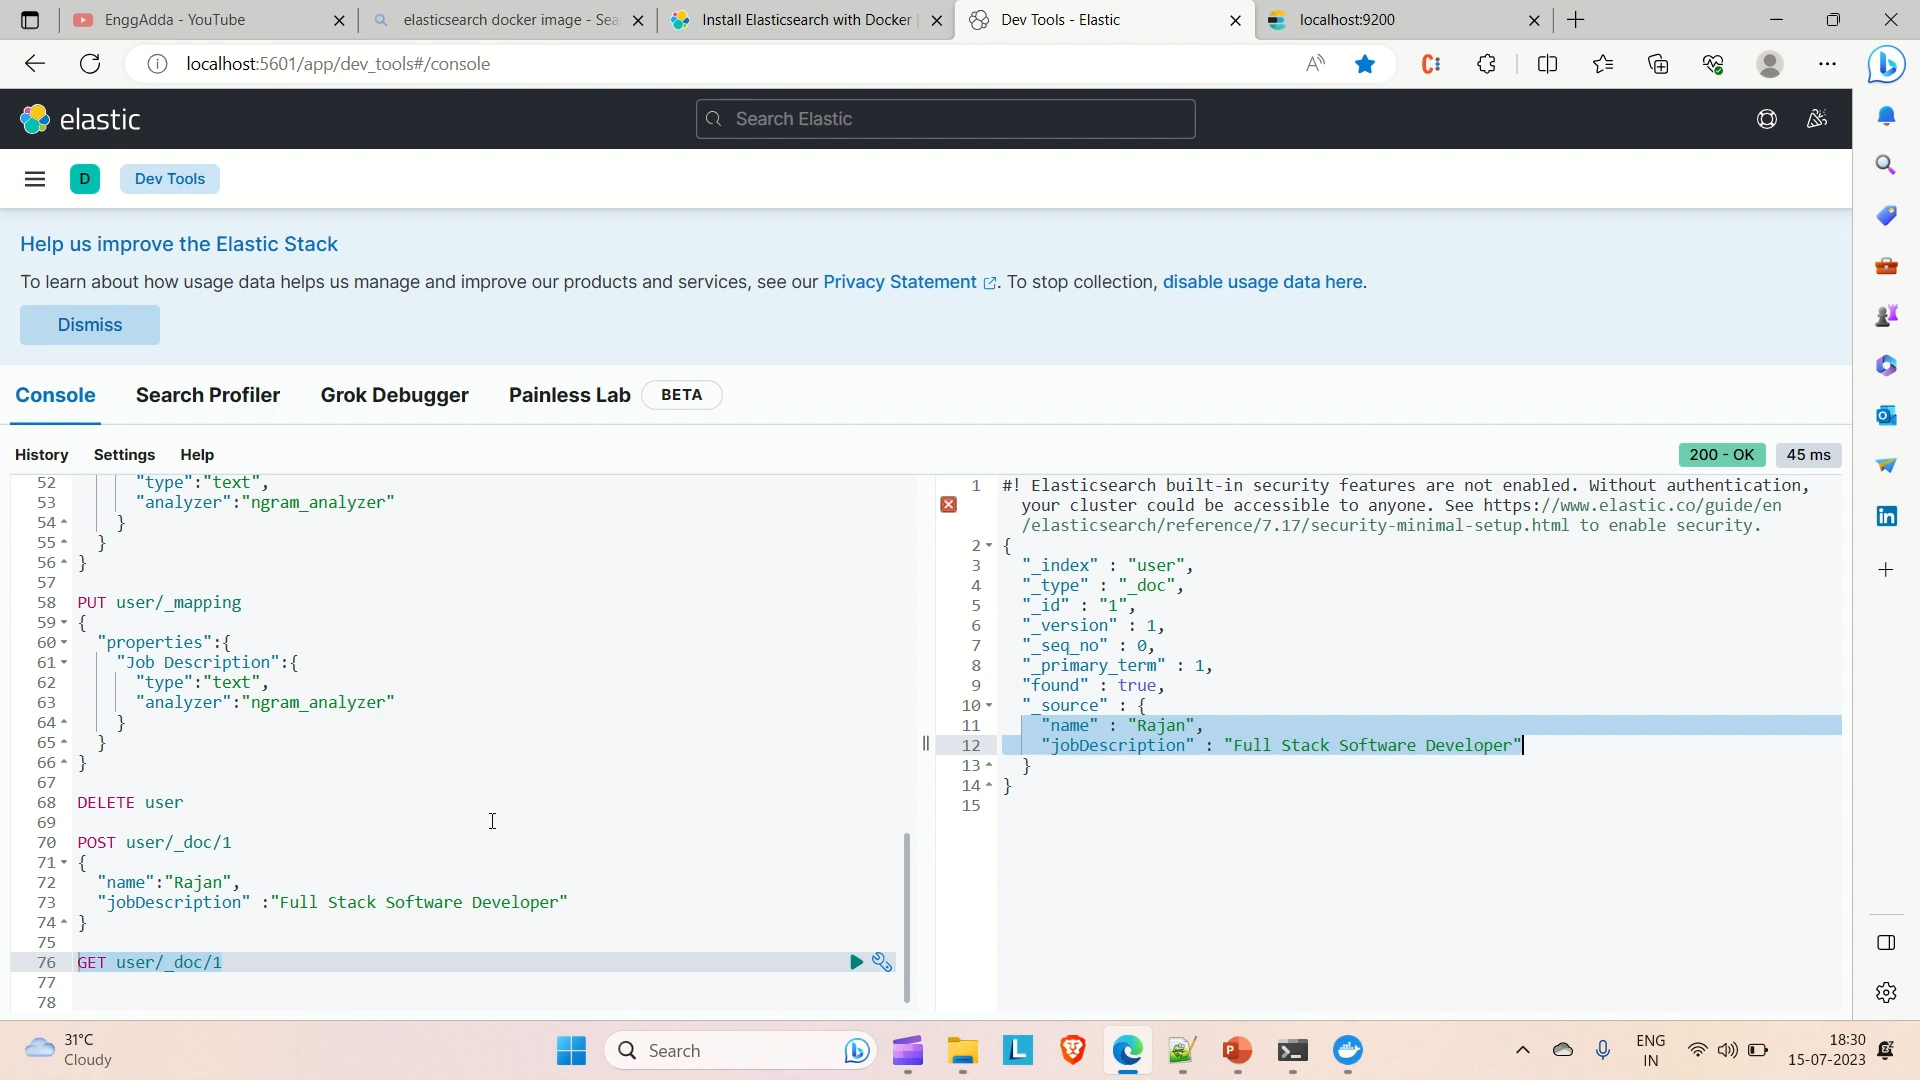 EnggAdda - YouTube
elasticsearch docker image - Sea
Install Elasticsearch with Docker
Dev Tools - Elastic
localhost:9200
localhost:5601/app/dev_tools#/console
elastic
Search Elastic
D
Dev Tools
Help us improve the Elastic Stack
To learn about how usage data helps us manage and improve our products and services, see our Privacy Statement. To stop collection, disable usage data here.
Dismiss
Console
Search Profiler
Grok Debugger
Painless Lab
BETA
History
Settings
Help
200 - OK
45 ms
52 "type":"text",
53 "analyzer":"ngram_analyzer"
54 }
55 }
56 }
57
58 PUT user/_mapping
59 {
60 "properties":{
61 "Job Description":{
62 "type":"text",
63 "analyzer":"ngram_analyzer"
64 }
65 }
66 }
67
68 DELETE user
69
70 POST user/_doc/1
71 {
72 "name":"Rajan",
73 "jobDescription" :"Full Stack Software Developer"
74 }
75
76 GET user/_doc/1
77
78
1 #! Elasticsearch built-in security features are not enabled. Without authentication,
your cluster could be accessible to anyone. See https://www.elastic.co/guide/en
/elasticsearch/reference/7.17/security-minimal-setup.html to enable security.
2 {
3 "_index" : "user",
4 "_type" : "_doc",
5 "_id" : "1",
6 "_version" : 1,
7 "_seq_no" : 0,
8 "_primary_term" : 1,
9 "found" : true,
10 "_source" : {
11 "name" : "Rajan",
12 "jobDescription" : "Full Stack Software Developer"
13 }
14 }
15
31°C
Cloudy
Search
ENG
IN
18:30
15-07-2023